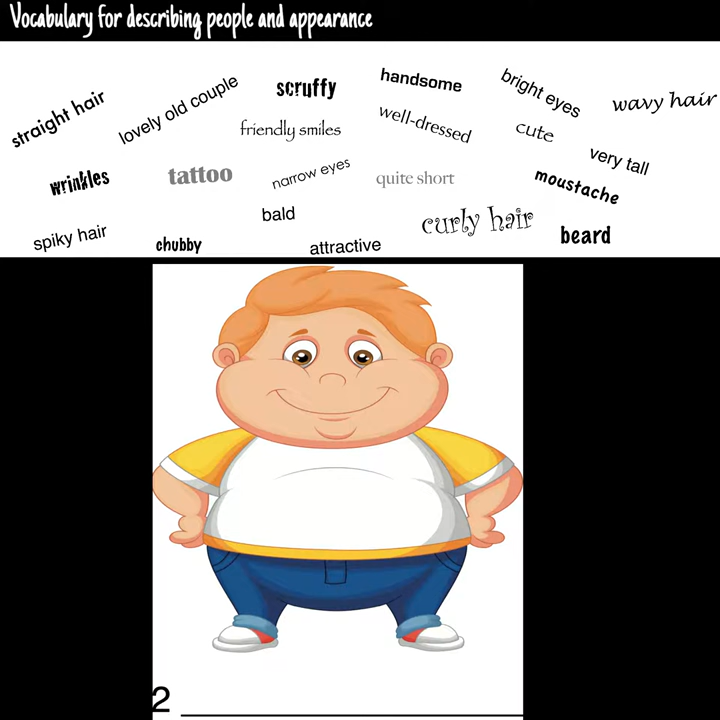 Vocabulary for describing people and appearance
straight hair
lovely old couple
scruffy
handsome
bright eyes
wavy hair
friendly smiles
well-dressed
cute
very tall
wrinkles
tattoo
narrow eyes
quite short
moustache
spiky hair
chubby
bald
attractive
curly hair
beard
2